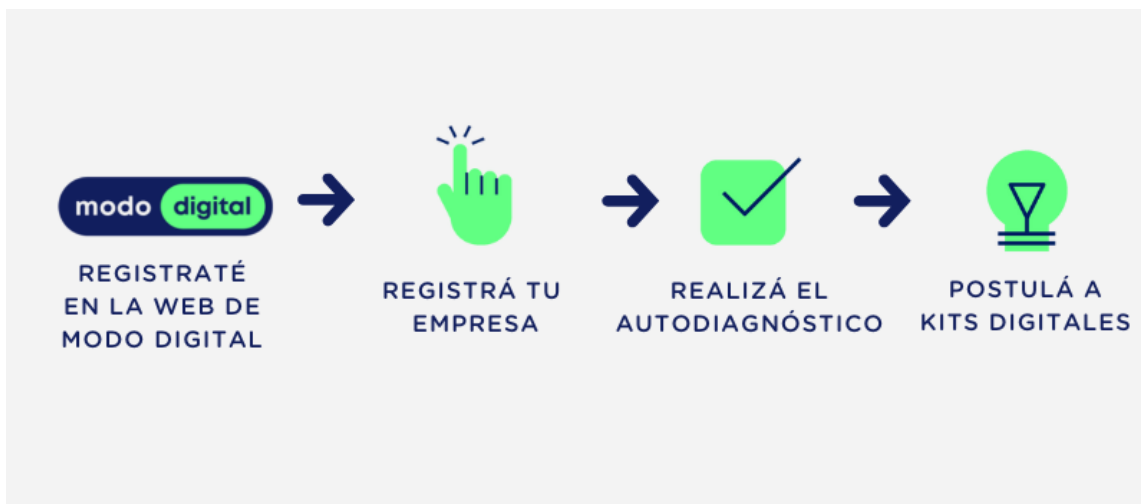 modo digital
REGISTRATÉ
EN LA WEB DE
MODO DIGITAL
REGISTRÁ TU
EMPRESA
REALIZÁ EL
AUTODIAGNÓSTICO
POSTULÁ A
KITS DIGITALES